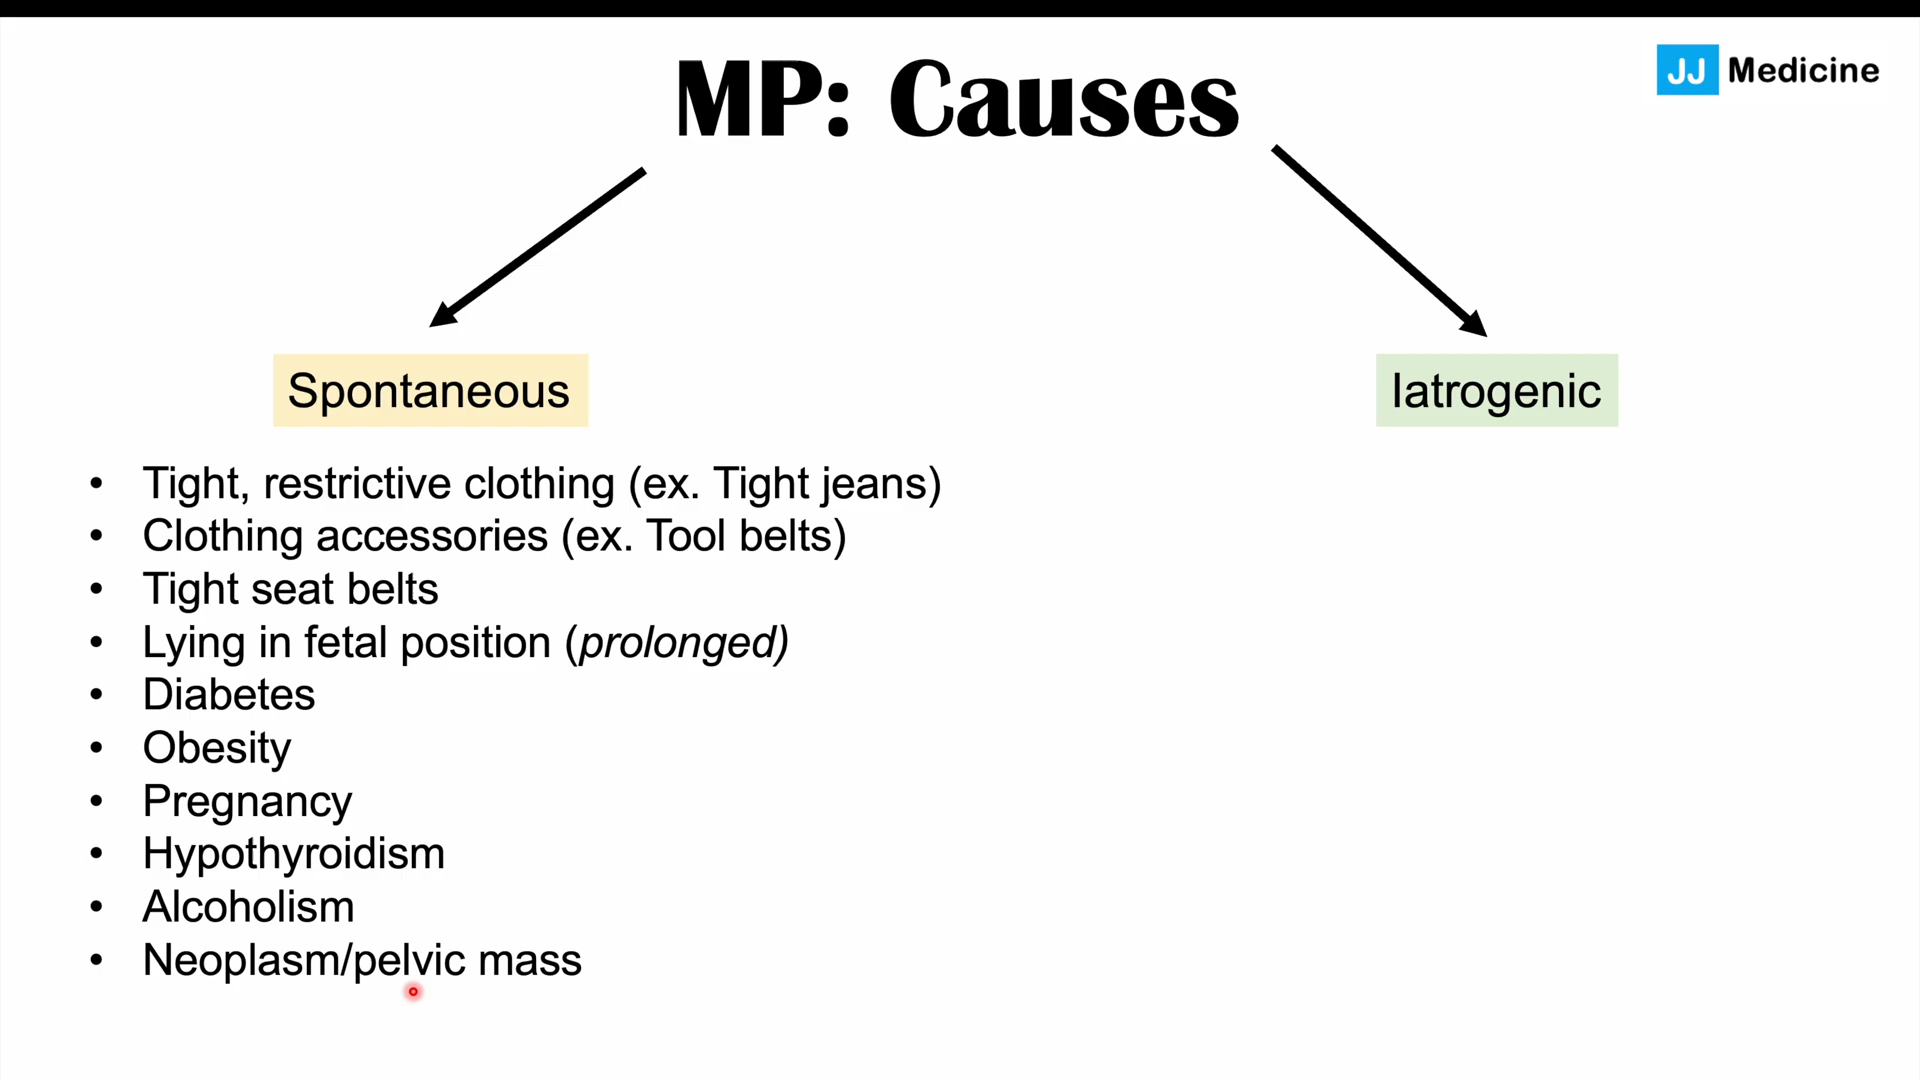 MP: Causes
JJ Medicine
Spontaneous
Iatrogenic
• Tight, restrictive clothing (ex. Tight jeans)
• Clothing accessories (ex. Tool belts)
• Tight seat belts
• Lying in fetal position (prolonged)
• Diabetes
• Obesity
• Pregnancy
• Hypothyroidism
• Alcoholism
• Neoplasm/pelvic mass